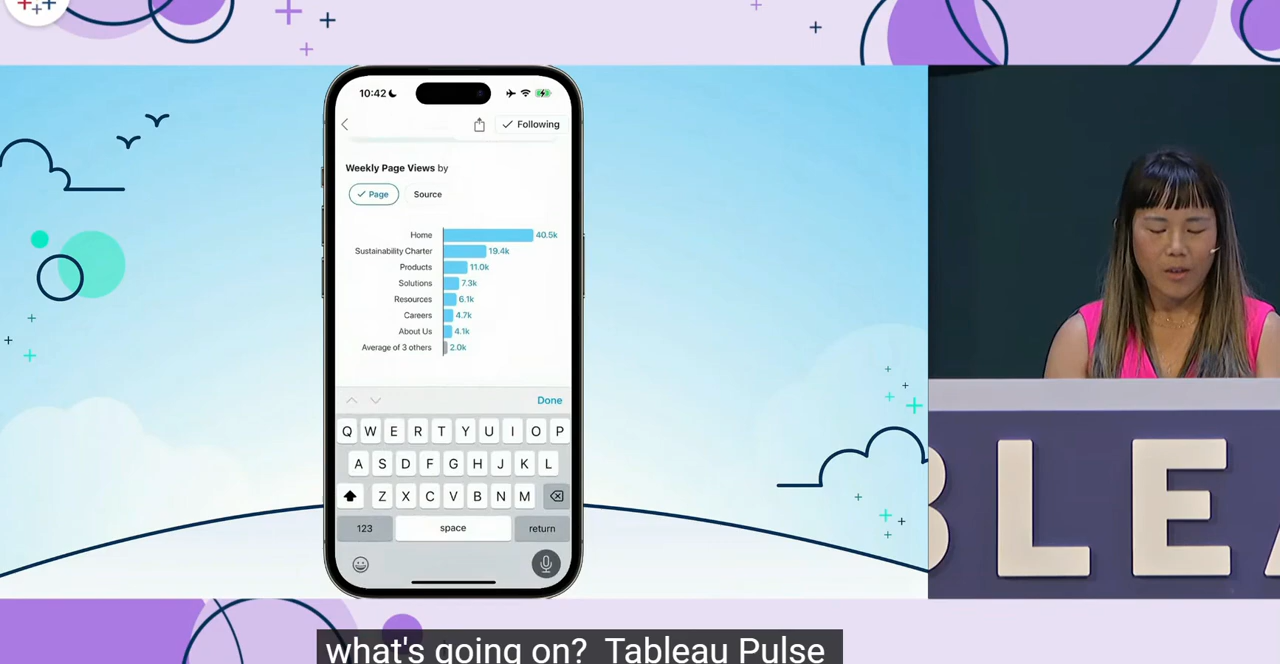 10:42
Following
Weekly Page Views by
Page Source
Home 40.5k
Sustainability Charter 19.4k
Products 11.0k
Solutions 7.3k
Resources 6.1k
Careers 4.7k
About Us 4.1k
Average of 3 others 2.0k
Done
Q W E R T Y U I O P
A S D F G H J K L
Z X C V B N M
123 space return
BLEA
what's going on? Tableau Pulse